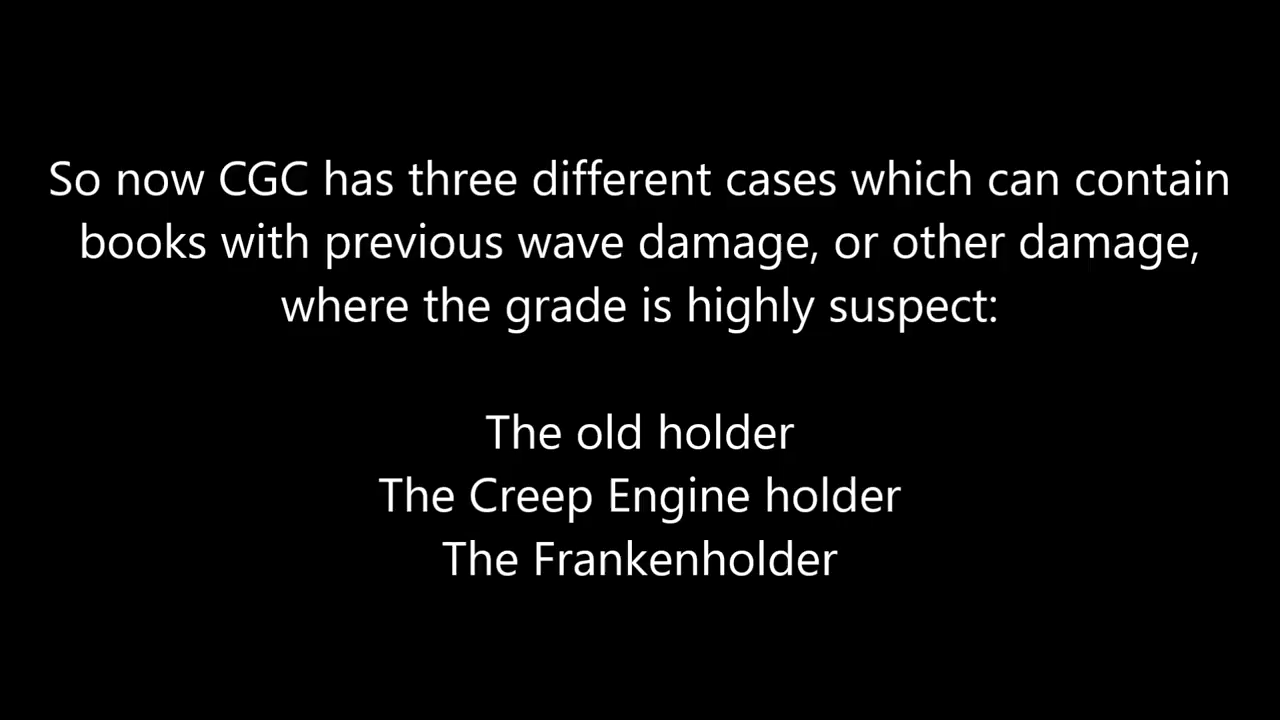 So now CGC has three different cases which can contain
books with previous wave damage, or other damage,
where the grade is highly suspect:
The old holder
The Creep Engine holder
The Frankenholder